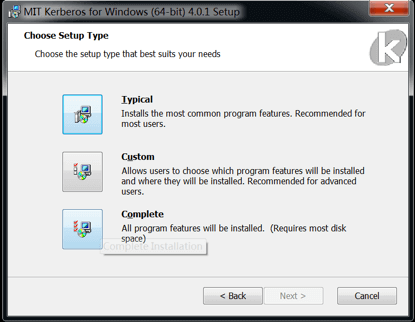 MIT Kerberos for Windows (64-bit) 4.0.1 Setup
Choose Setup Type
Choose the setup type that best suits your needs
k
Typical
Installs the most common program features. Recommended for
most users.
Custom
Allows users to choose which program features will be installed
and where they will be installed. Recommended for advanced
users.
Complete
All program features will be installed. (Requires most disk
space)
Complete Installation
< Back
Next >
Cancel